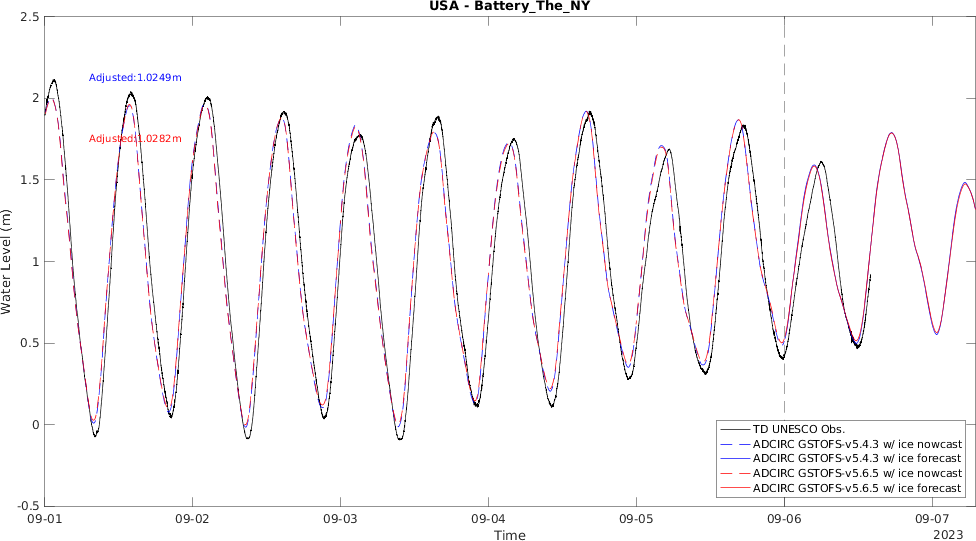 USA - Battery_The_NY
2.5
2
1.5
1
0.5
0
-0.5
Water Level (m)
Adjusted:1.0249m
Adjusted:1.0282m
TD UNESCO Obs.
ADCIRC GSTOFS-v5.4.3 w/ ice nowcast
ADCIRC GSTOFS-v5.4.3 w/ ice forecast
ADCIRC GSTOFS-v5.6.5 w/ ice nowcast
ADCIRC GSTOFS-v5.6.5 w/ ice forecast
09-01 09-02 09-03 09-04 09-05 09-06 09-07
Time
2023